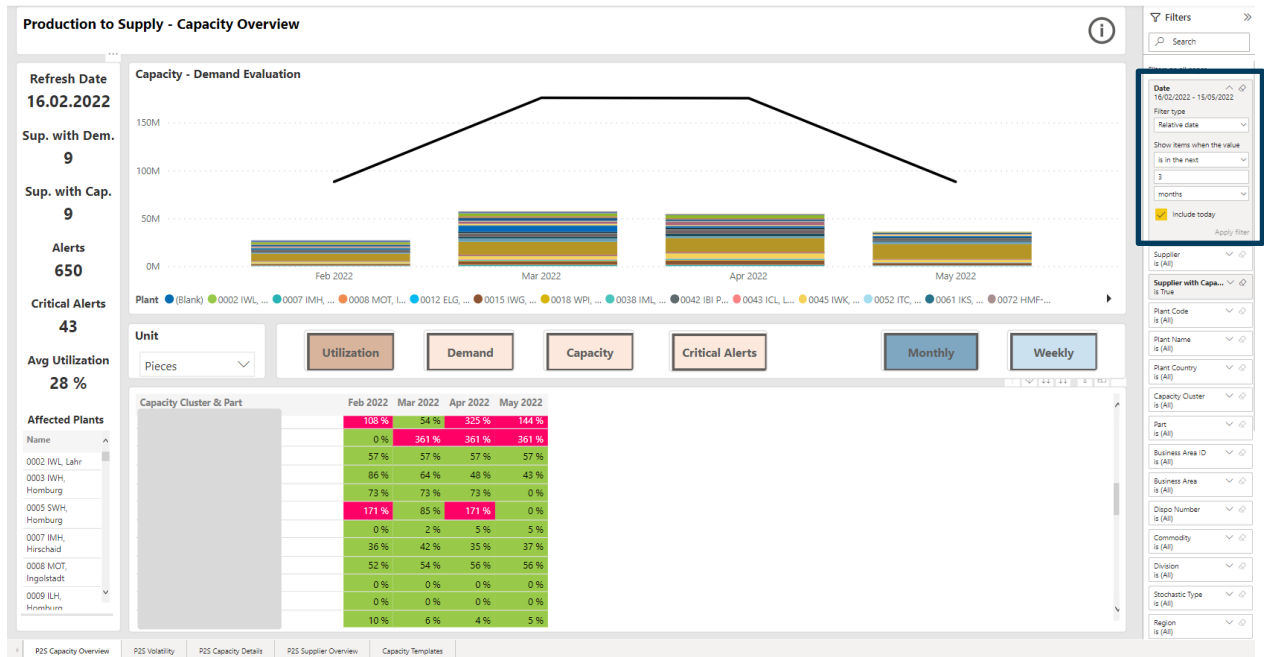 Production to Supply - Capacity Overview
Refresh Date
16.02.2022
Sup. with Dem.
9
Sup. with Cap.
9
Alerts
650
Critical Alerts
43
Avg Utilization
28 %
Affected Plants
Name
0002 IWL, Lahr
0003 IWH,
Homburg
0005 SWH,
Homburg
0007 IMH,
Hirschaid
0008 MOT,
Ingolstadt
0009 ILH,
Homburg
Capacity - Demand Evaluation
150M
100M
50M
0M
Feb 2022 Mar 2022 Apr 2022 May 2022
Plant (Blank) 0002 IWL, ... 0007 IMH, ... 0008 MOT, I... 0012 ELG, ... 0015 IWG, ... 0018 WPI, ... 0038 IML, ... 0042 IBI P... 0043 ICL, L... 0045 IWK, ... 0052 ITC, ... 0061 IKS, ... 0072 HMF-...
Unit
Pieces
Utilization Demand Capacity Critical Alerts Monthly Weekly
Capacity Cluster & Part Feb 2022 Mar 2022 Apr 2022 May 2022
108 % 54 % 325 % 144 %
0 % 361 % 361 % 361 %
57 % 57 % 57 % 57 %
86 % 64 % 48 % 43 %
73 % 73 % 73 % 0 %
171 % 85 % 171 % 0 %
0 % 2 % 5 % 5 %
36 % 42 % 35 % 37 %
52 % 54 % 56 % 56 %
0 % 0 % 0 % 0 %
0 % 0 % 0 % 0 %
10 % 6 % 4 % 5 %
Filters
Search
Date
16/02/2022 - 15/05/2022
Filter type
Relative date
Show items when the value
is in the next
3
months
Include today
Apply filter
Supplier
is (All)
Supplier with Capa...
is True
Plant Code
is (All)
Plant Name
is (All)
Plant Country
is (All)
Capacity Cluster
is (All)
Part
is (All)
Business Area ID
is (All)
Business Area
is (All)
Dispo Number
is (All)
Commodity
is (All)
Division
is (All)
Stochastic Type
is (All)
Region
is (All)
P2S Capacity Overview P2S Volatility P2S Capacity Details P2S Supplier Overview Capacity Templates